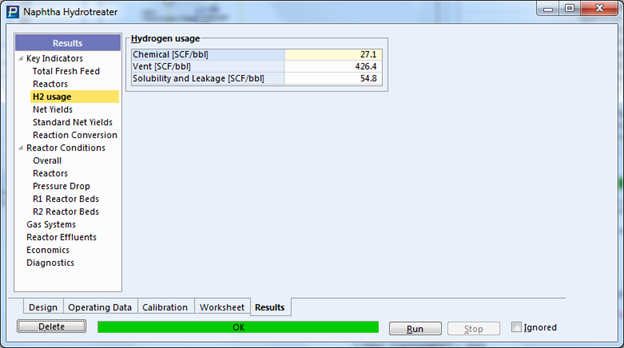 Naphtha Hydrotreater
Results
Key Indicators
Total Fresh Feed
Reactors
H2 usage
Net Yields
Standard Net Yields
Reaction Conversion
Reactor Conditions
Overall
Reactors
Pressure Drop
R1 Reactor Beds
R2 Reactor Beds
Gas Systems
Reactor Effluents
Economics
Diagnostics
Hydrogen usage
Chemical [SCF/bbl] 27.1
Vent [SCF/bbl] 426.4
Solubility and Leakage [SCF/bbl] 54.8
Design Operating Data Calibration Worksheet Results
Delete OK Run Stop Ignored